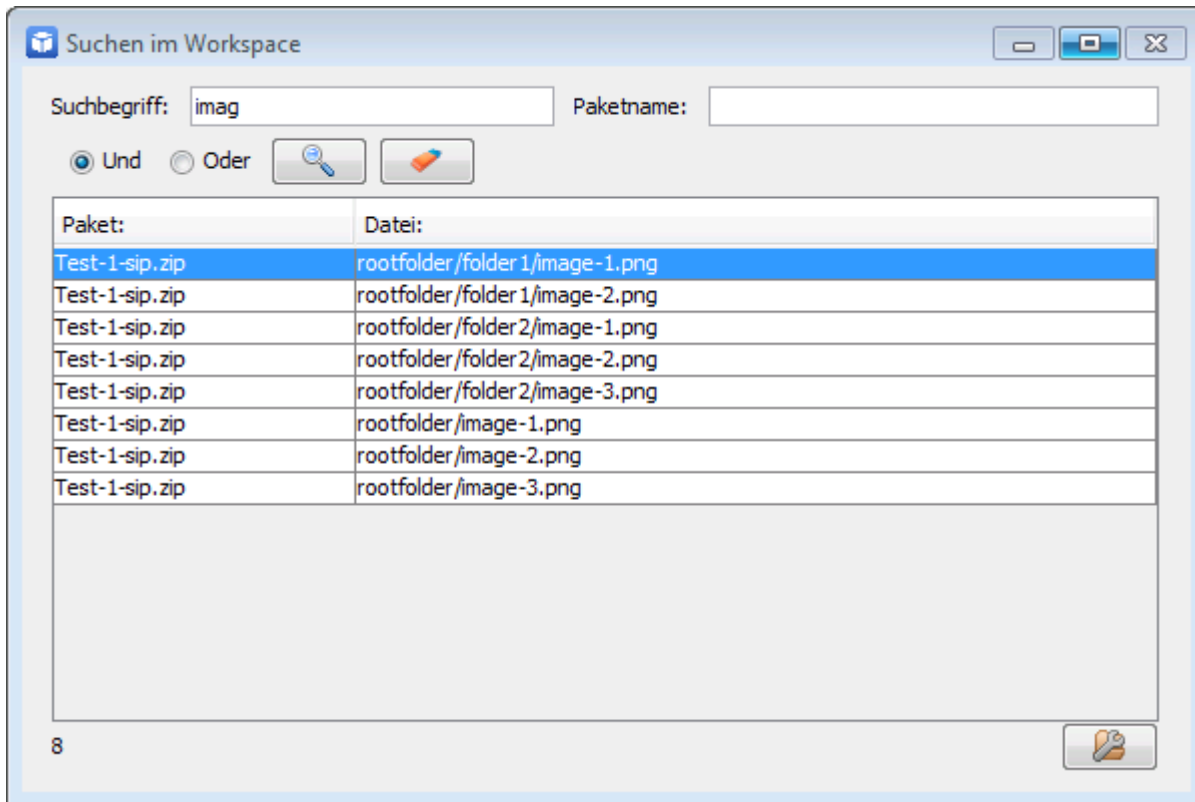 Suchen im Workspace
Suchbegriff: imag Paketname:
Und Oder
Paket: Datei:
Test-1-sip.zip rootfolder/folder1/image-1.png
Test-1-sip.zip rootfolder/folder1/image-2.png
Test-1-sip.zip rootfolder/folder2/image-1.png
Test-1-sip.zip rootfolder/folder2/image-2.png
Test-1-sip.zip rootfolder/folder2/image-3.png
Test-1-sip.zip rootfolder/image-1.png
Test-1-sip.zip rootfolder/image-2.png
Test-1-sip.zip rootfolder/image-3.png
8